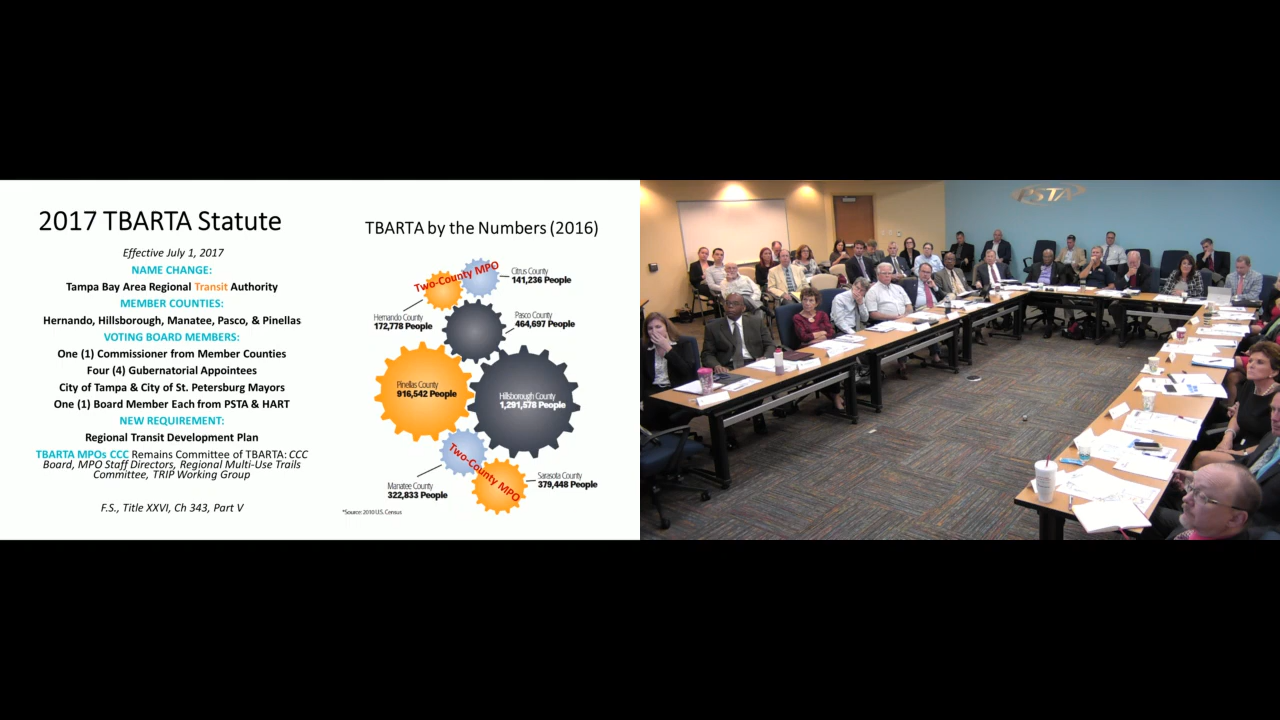 2017 TBARTA Statute
Effective July 1, 2017
NAME CHANGE:
Tampa Bay Area Regional Transit Authority
MEMBER COUNTIES:
Hernando, Hillsborough, Manatee, Pasco, & Pinellas
VOTING BOARD MEMBERS:
One (1) Commissioner from Member Counties
Four (4) Gubernatorial Appointees
City of Tampa & City of St. Petersburg Mayors
One (1) Board Member Each from PSTA & HART
NEW REQUIREMENT:
Regional Transit Development Plan
TBARTA MPOs CCC Remains Committee of TBARTA: CCC
Board, MPO Staff Directors, Regional Multi-Use Trails
Committee, TRIP Working Group
F.S., Title XXVI, Ch 343, Part V
TBARTA by the Numbers (2016)
Two-County MPO
Citrus County
141,236 People
Hernando County
172,778 People
Pasco County
464,697 People
Pinellas County
916,542 People
Hillsborough County
1,291,578 People
Two-County MPO
Manatee County
322,833 People
Sarasota County
379,448 People
*Source: 2010 U.S. Census
PSTA